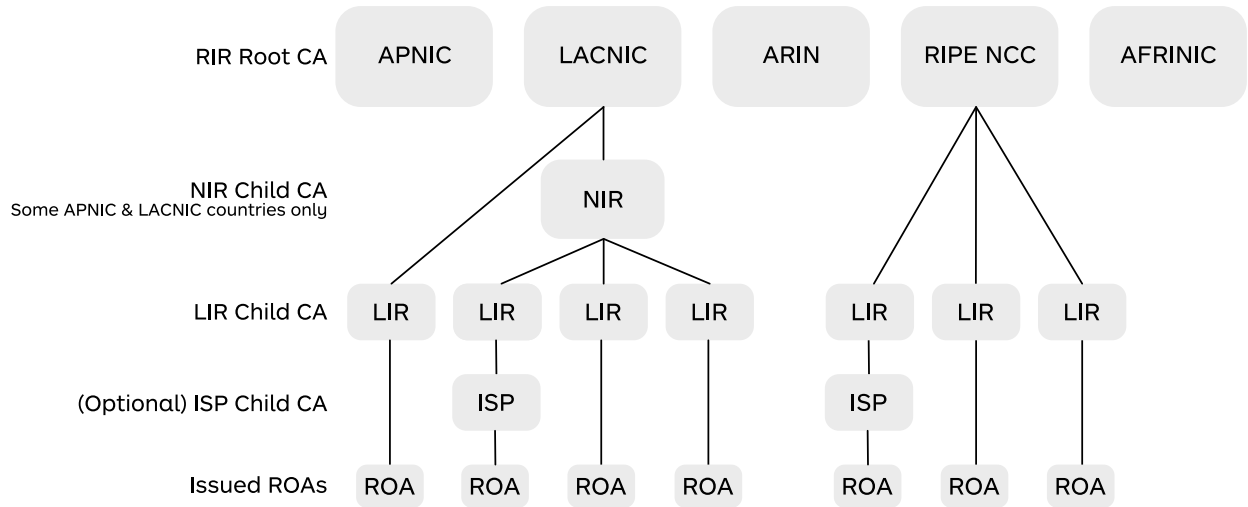 RIR Root CA
APNIC
LACNIC
ARIN
RIPE NCC
AFRINIC
NIR Child CA
Some APNIC & LACNIC countries only
NIR
LIR Child CA
LIR
LIR
LIR
LIR
LIR
LIR
LIR
(Optional) ISP Child CA
ISP
ISP
Issued ROAs
ROA
ROA
ROA
ROA
ROA
ROA
ROA